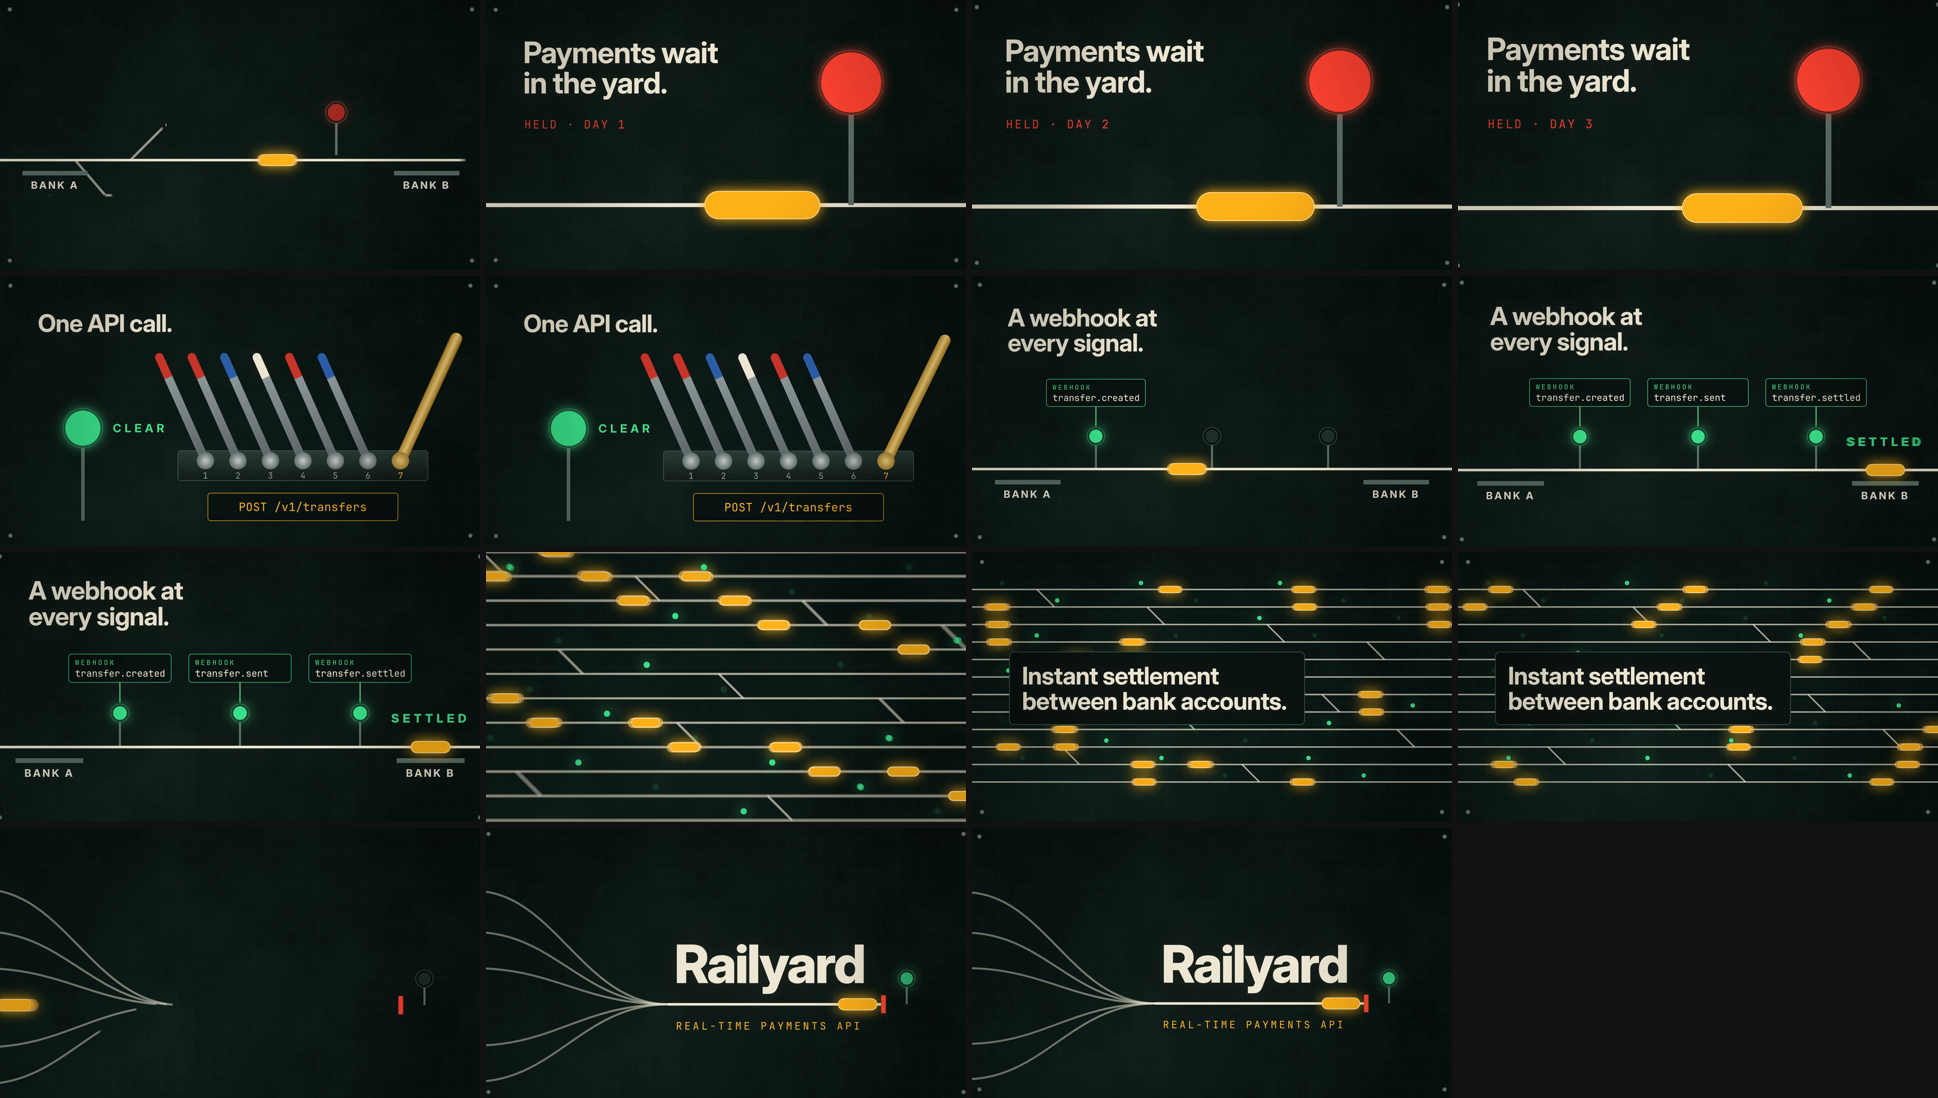 BANK A
BANK B
Payments wait
in the yard.
HELD · DAY 1
Payments wait
in the yard.
HELD · DAY 2
Payments wait
in the yard.
HELD · DAY 3
One API call.
CLEAR
1 2 3 4 5 6 7
POST /v1/transfers
One API call.
CLEAR
1 2 3 4 5 6 7
POST /v1/transfers
A webhook at
every signal.
WEBHOOK
transfer.created
BANK A
BANK B
A webhook at
every signal.
WEBHOOK
transfer.created
WEBHOOK
transfer.sent
WEBHOOK
transfer.settled
SETTLED
BANK A
BANK B
A webhook at
every signal.
WEBHOOK
transfer.created
WEBHOOK
transfer.sent
WEBHOOK
transfer.settled
SETTLED
BANK A
BANK B
Instant settlement
between bank accounts.
Instant settlement
between bank accounts.
Railyard
REAL-TIME PAYMENTS API
Railyard
REAL-TIME PAYMENTS API